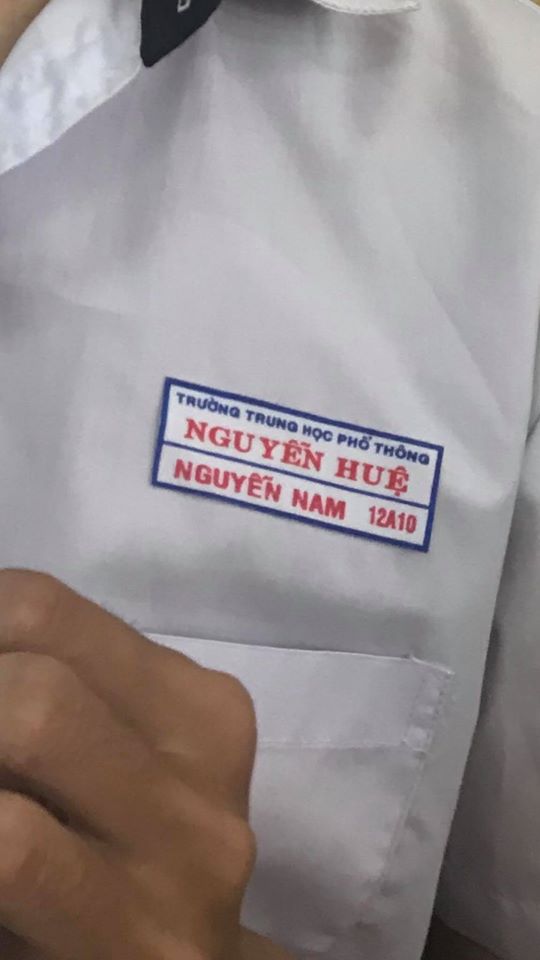 TRƯỜNG TRUNG HỌC PHỔ THÔNG
NGUYỄN HUỆ
NGUYỄN NAM 12A10